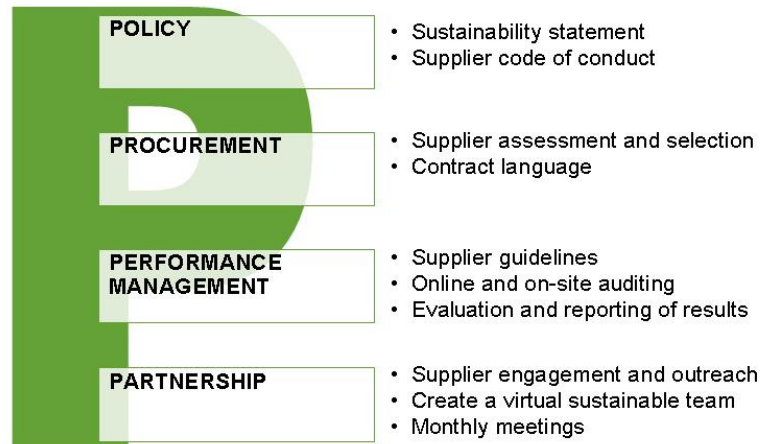 POLICY
• Sustainability statement
• Supplier code of conduct
PROCUREMENT
• Supplier assessment and selection
• Contract language
PERFORMANCE
MANAGEMENT
• Supplier guidelines
• Online and on-site auditing
• Evaluation and reporting of results
PARTNERSHIP
• Supplier engagement and outreach
• Create a virtual sustainable team
• Monthly meetings